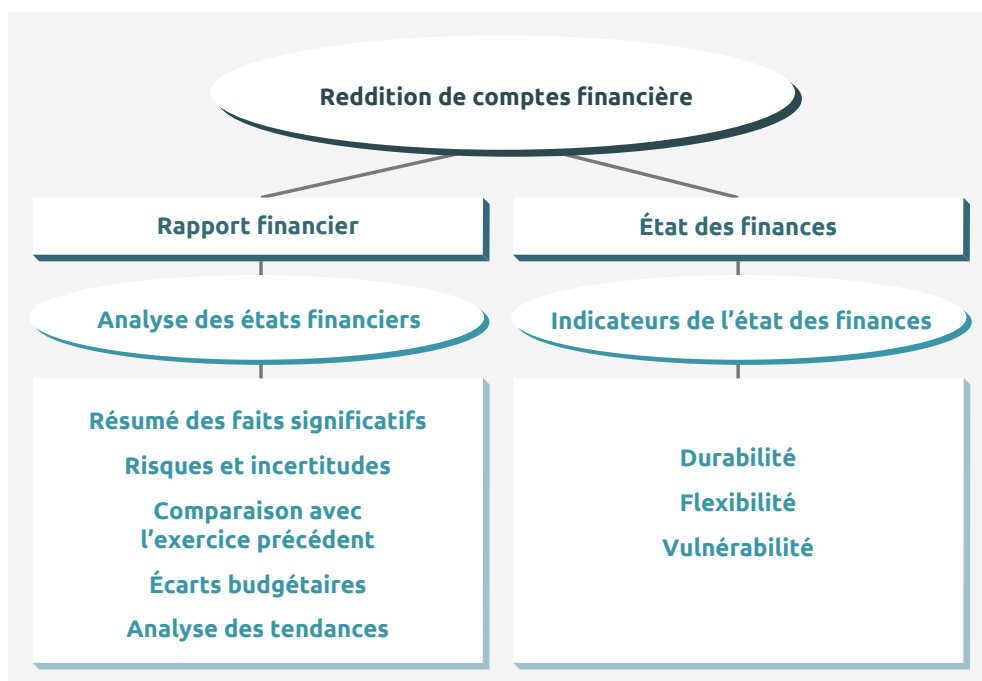 Reddition de comptes financière
Rapport financier
État des finances
Analyse des états financiers
Indicateurs de l’état des finances
Résumé des faits significatifs
Risques et incertitudes
Comparaison avec
l’exercice précédent
Écarts budgétaires
Analyse des tendances
Durabilité
Flexibilité
Vulnérabilité